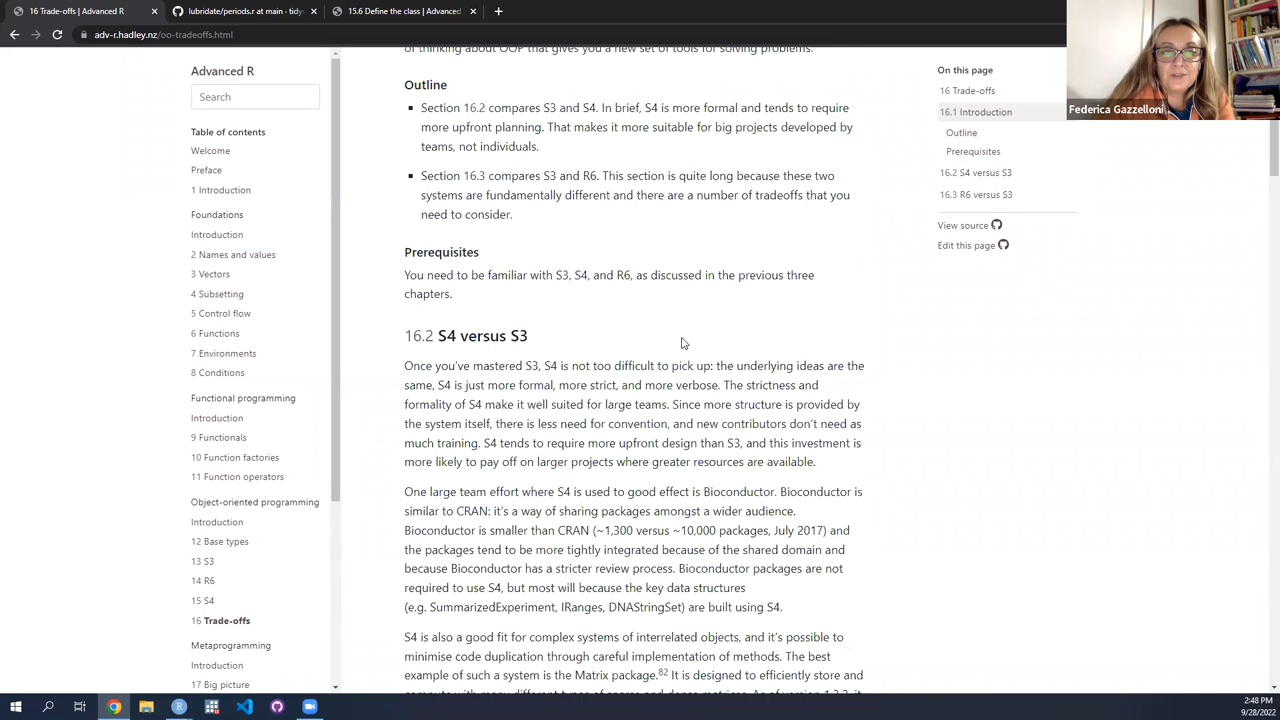 16 Trade-offs | Advanced R
lubridate/periods.r at main · tidy
15.6 Define the class | Advanced
adv-r.hadley.nz/oo-tradeoffs.html
Federica Gazzelloni
Advanced R
Search
Table of contents
Welcome
Preface
1 Introduction
Foundations
Introduction
2 Names and values
3 Vectors
4 Subsetting
5 Control flow
6 Functions
7 Environments
8 Conditions
Functional programming
Introduction
9 Functionals
10 Function factories
11 Function operators
Object-oriented programming
Introduction
12 Base types
13 S3
14 R6
15 S4
16 Trade-offs
Metaprogramming
Introduction
17 Big picture
of thinking about OOP that gives you a new set of tools for solving problems.
Outline
Section 16.2 compares S3 and S4. In brief, S4 is more formal and tends to require
more upfront planning. That makes it more suitable for big projects developed by
teams, not individuals.
Section 16.3 compares S3 and R6. This section is quite long because these two
systems are fundamentally different and there are a number of tradeoffs that you
need to consider.
Prerequisites
You need to be familiar with S3, S4, and R6, as discussed in the previous three
chapters.
16.2 S4 versus S3
Once you've mastered S3, S4 is not too difficult to pick up: the underlying ideas are the
same, S4 is just more formal, more strict, and more verbose. The strictness and
formality of S4 make it well suited for large teams. Since more structure is provided by
the system itself, there is less need for convention, and new contributors don't need as
much training. S4 tends to require more upfront design than S3, and this investment is
more likely to pay off on larger projects where greater resources are available.
One large team effort where S4 is used to good effect is Bioconductor. Bioconductor is
similar to CRAN: it's a way of sharing packages amongst a wider audience.
Bioconductor is smaller than CRAN (~1,300 versus ~10,000 packages, July 2017) and
the packages tend to be more tightly integrated because of the shared domain and
because Bioconductor has a stricter review process. Bioconductor packages are not
required to use S4, but most will because the key data structures
(e.g. SummarizedExperiment, IRanges, DNAStringSet) are built using S4.
S4 is also a good fit for complex systems of interrelated objects, and it's possible to
minimise code duplication through careful implementation of methods. The best
example of such a system is the Matrix package.82 It is designed to efficiently store and
On this page
16 Trade-offs
16.1 Introduction
Outline
Prerequisites
16.2 S4 versus S3
16.3 R6 versus S3
View source
Edit this page
2:48 PM
9/28/2022